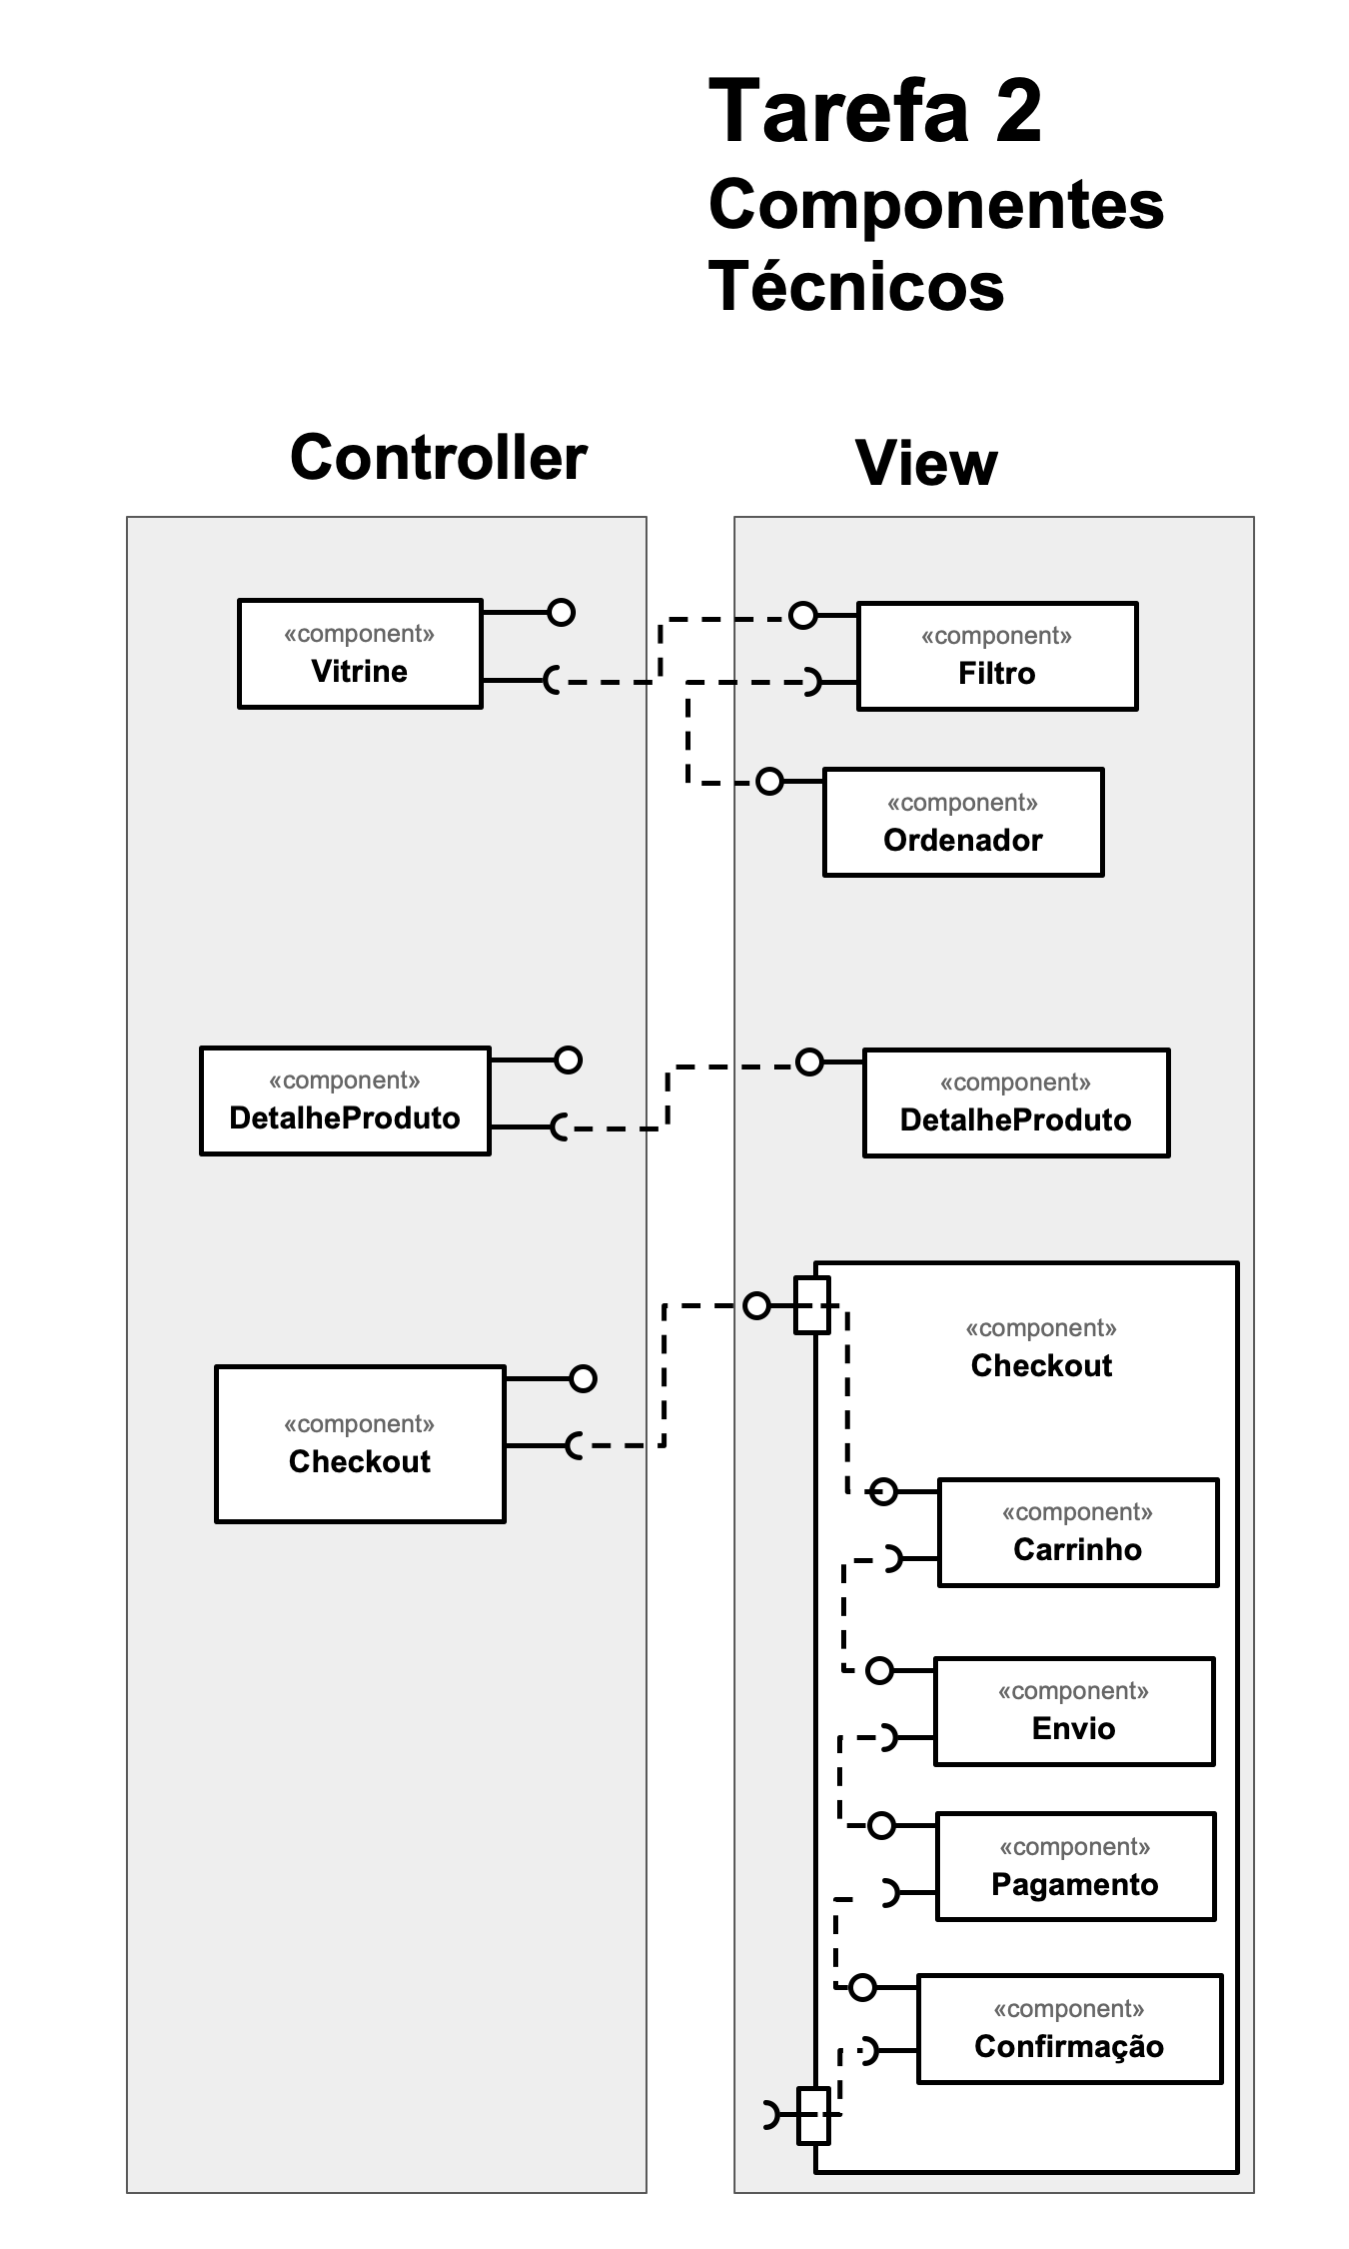 Tarefa 2
Componentes
Técnicos
Controller
View
«component»
Vitrine
«component»
Filtro
«component»
Ordenador
«component»
DetalheProduto
«component»
DetalheProduto
«component»
Checkout
«component»
Checkout
«component»
Carrinho
«component»
Envio
«component»
Pagamento
«component»
Confirmação